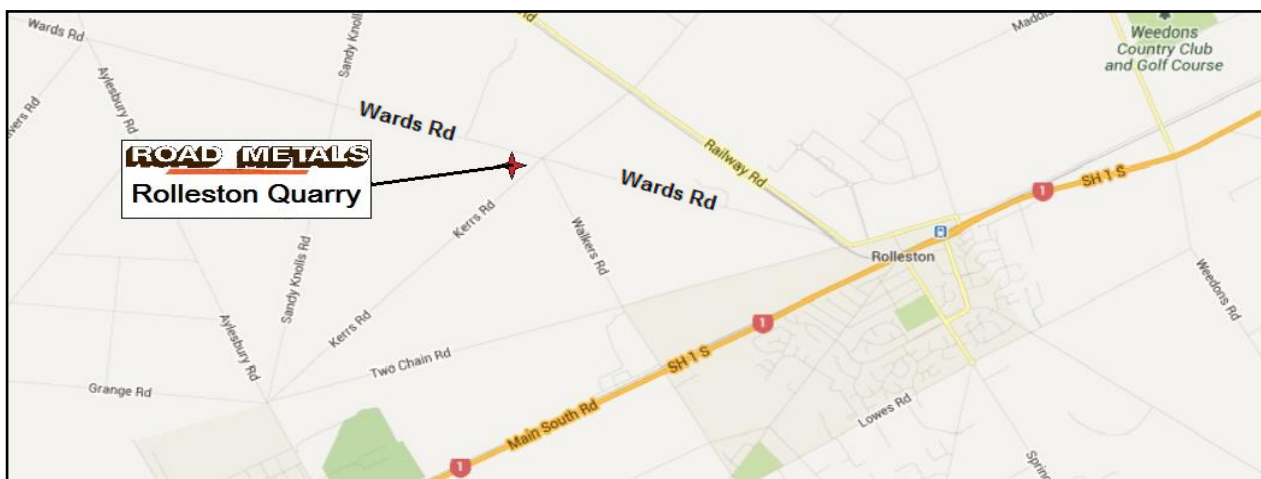 Wards Rd
Aylesbury Rd
Sandy Knolls Rd
Wards Rd
ROAD METALS
Rolleston Quarry
Kerrs Rd
Walkers Rd
Wards Rd
Railway Rd
Weedons
Country Club
and Golf Course
1
SH 1 S
Rolleston
Weedons Rd
Sandy Knolls Rd
Aylesbury Rd
Kerrs Rd
Two Chain Rd
Grange Rd
1
SH 1 S
Main South Rd
1
Lowes Rd